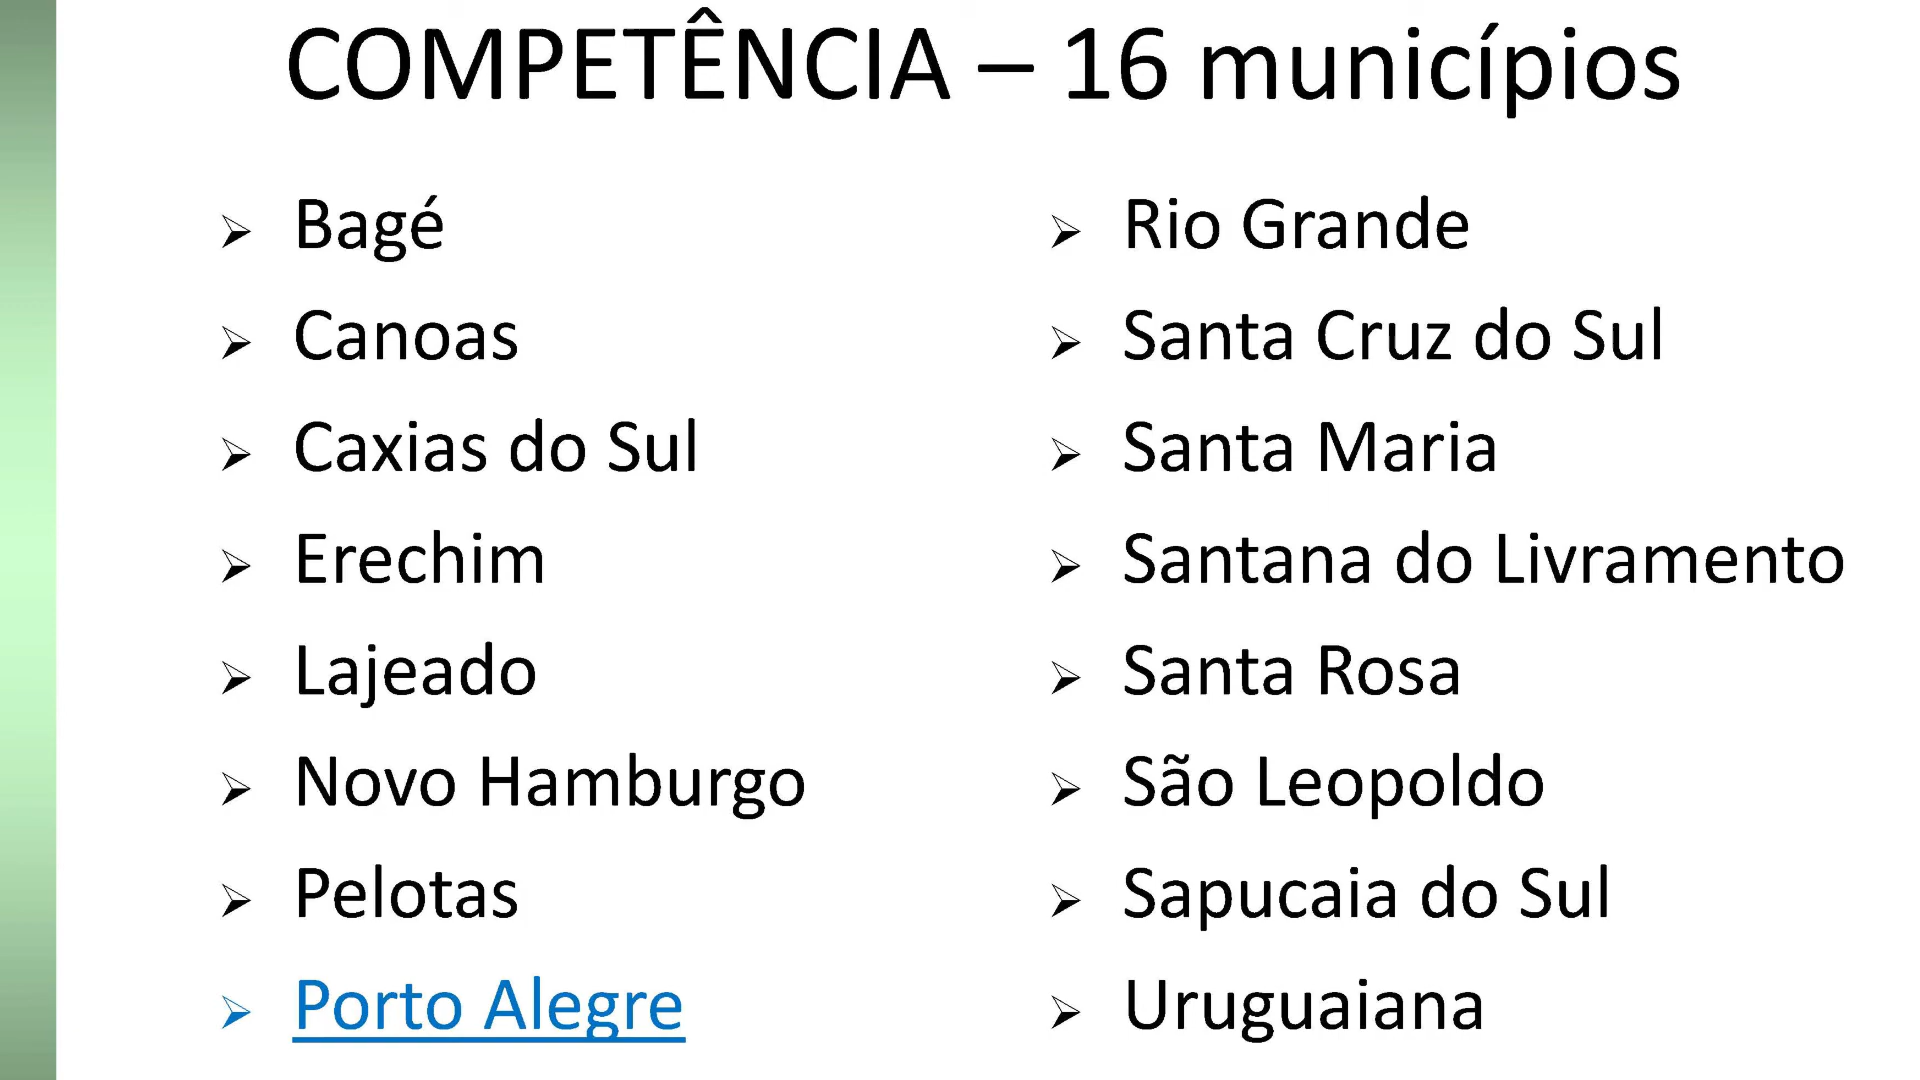 COMPETÊNCIA – 16 municípios
➢ Bagé
➢ Canoas
➢ Caxias do Sul
➢ Erechim
➢ Lajeado
➢ Novo Hamburgo
➢ Pelotas
➢ Porto Alegre
➢ Rio Grande
➢ Santa Cruz do Sul
➢ Santa Maria
➢ Santana do Livramento
➢ Santa Rosa
➢ São Leopoldo
➢ Sapucaia do Sul
➢ Uruguaiana